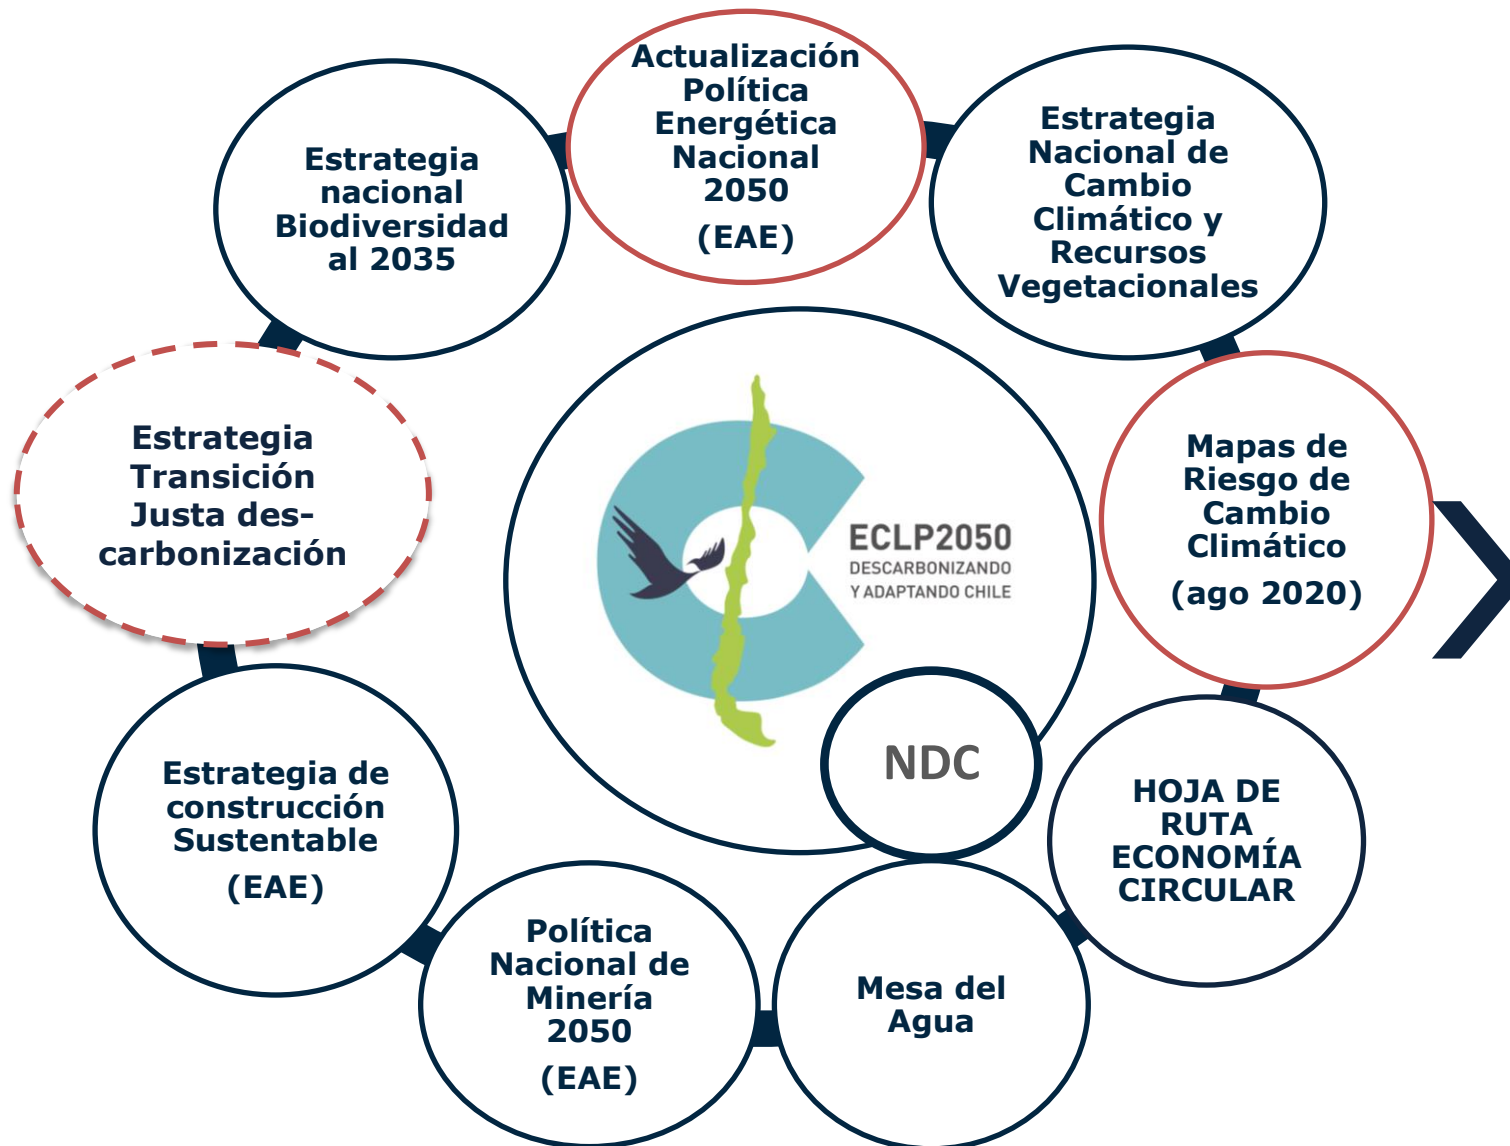 Actualización
Política
Energética
Nacional
2050
(EAE)
Estrategia
Nacional de
Cambio
Climático y
Recursos
Vegetacionales
Estrategia
nacional
Biodiversidad
al 2035
Mapas de
Riesgo de
Cambio
Climático
(ago 2020)
Estrategia
Transición
Justa des-
carbonización
ECLP2050
DESCARBONIZANDO
Y ADAPTANDO CHILE
NDC
HOJA DE
RUTA
ECONOMÍA
CIRCULAR
Estrategia de
construcción
Sustentable
(EAE)
Política
Nacional de
Minería
2050
(EAE)
Mesa del
Agua